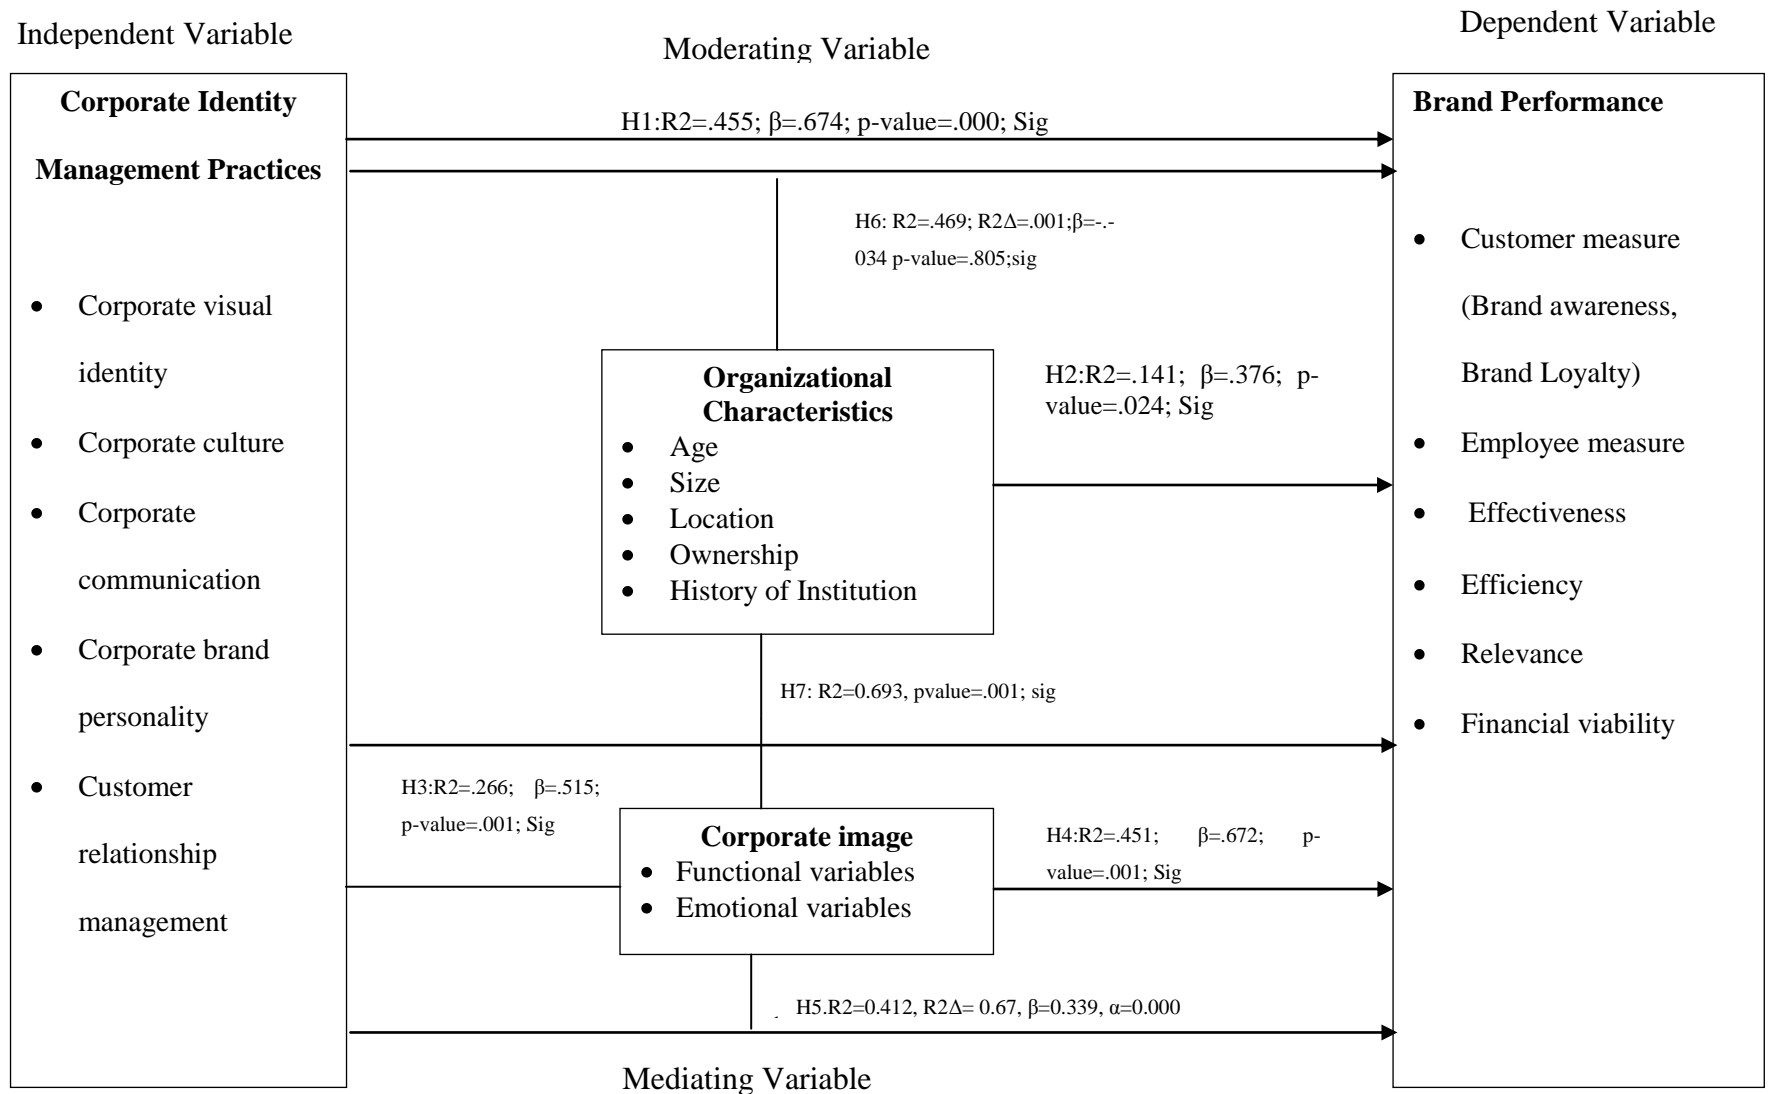 Independent Variable
Moderating Variable
Dependent Variable
Corporate Identity
Management Practices
• Corporate visual
identity
• Corporate culture
• Corporate
communication
• Corporate brand
personality
• Customer
relationship
management
H1:R2=.455; β=.674; p-value=.000; Sig
H6: R2=.469; R2Δ=.001;β=-.-
034 p-value=.805;sig
Organizational
Characteristics
• Age
• Size
• Location
• Ownership
• History of Institution
H2:R2=.141; β=.376; p-
value=.024; Sig
H7: R2=0.693, pvalue=.001; sig
H3:R2=.266; β=.515;
p-value=.001; Sig
Corporate image
• Functional variables
• Emotional variables
H4:R2=.451; β=.672; p-
value=.001; Sig
H5.R2=0.412, R2Δ= 0.67, β=0.339, α=0.000
Mediating Variable
Brand Performance
• Customer measure
(Brand awareness,
Brand Loyalty)
• Employee measure
• Effectiveness
• Efficiency
• Relevance
• Financial viability